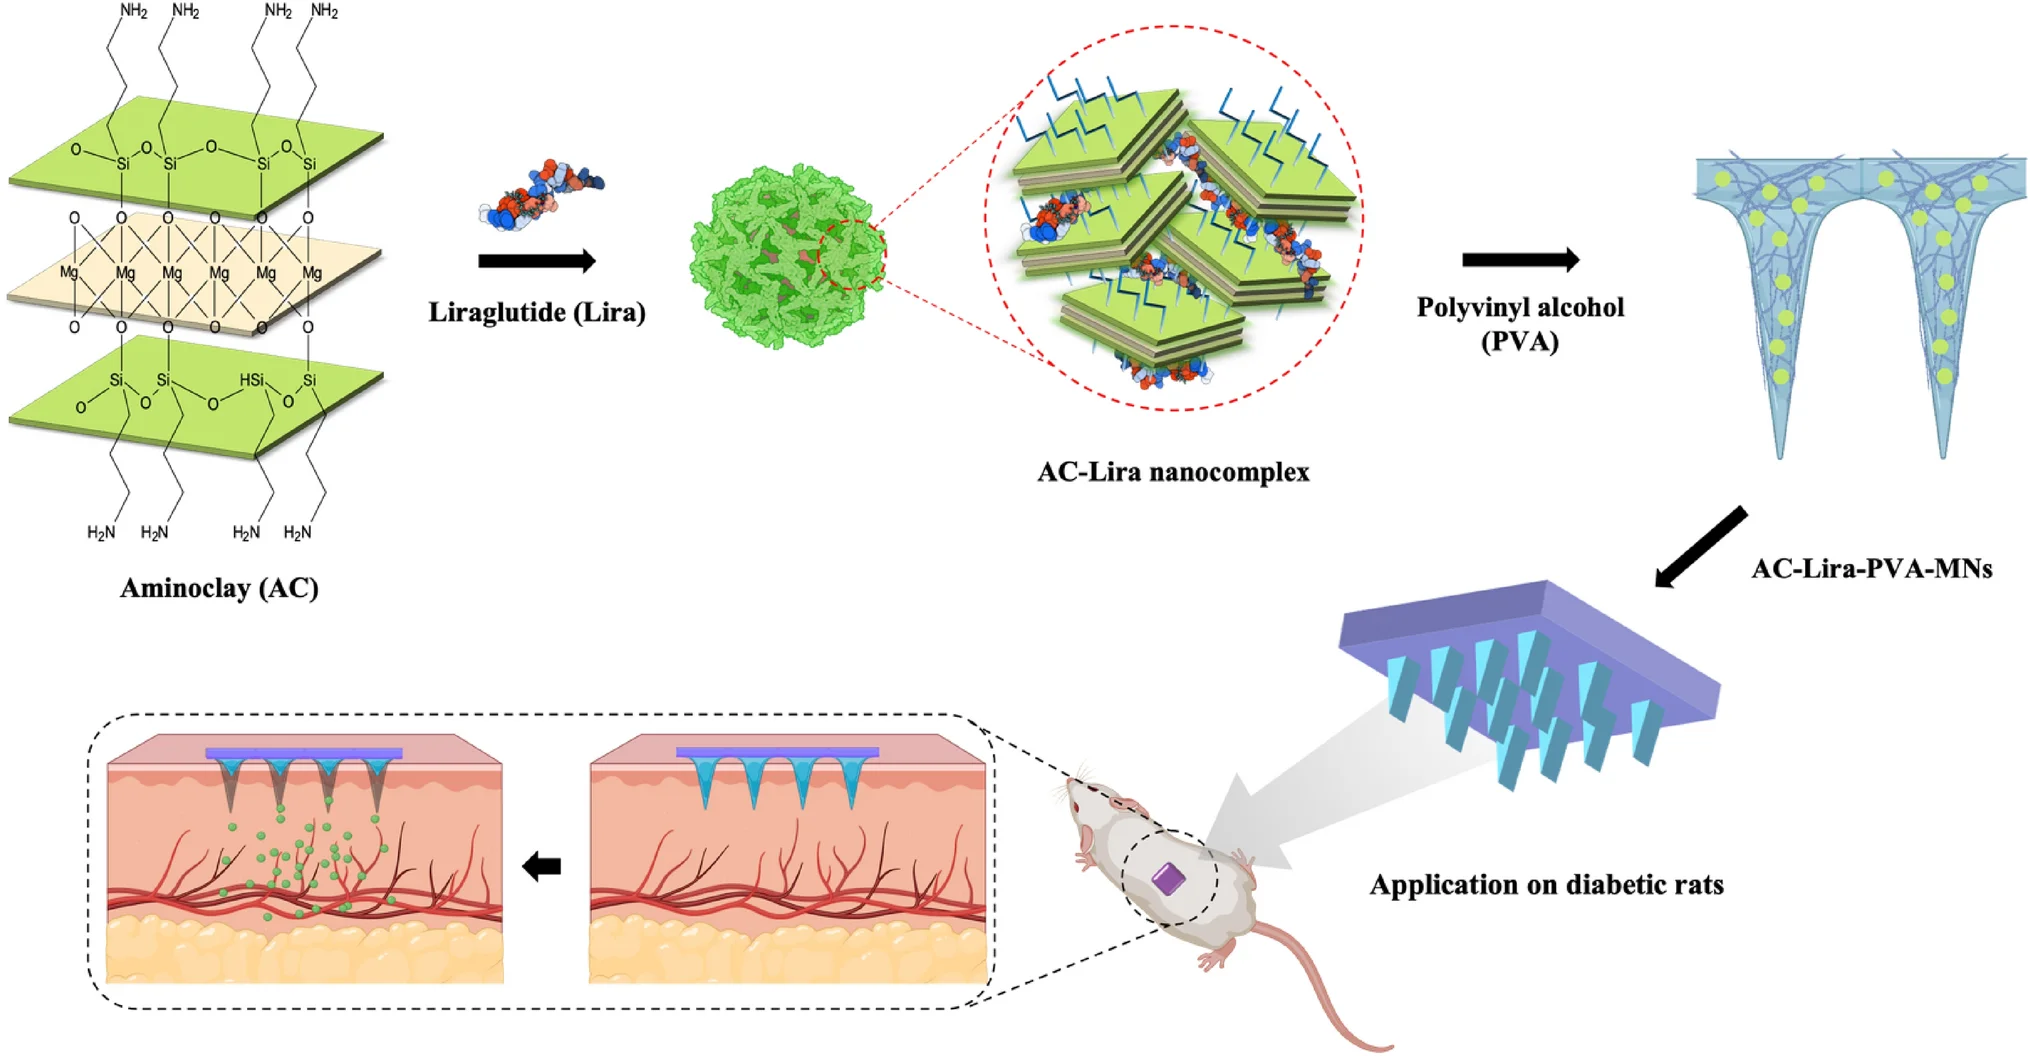 NH2 NH2 NH2 NH2
O O O O
Si Si Si Si
O O O O O O
Mg Mg Mg Mg Mg Mg
O O O O O O
Si Si HSi Si
O O O O
H2N H2N H2N H2N
Aminoclay (AC)
Liraglutide (Lira)
AC-Lira nanocomplex
Polyvinyl alcohol
(PVA)
AC-Lira-PVA-MNs
Application on diabetic rats